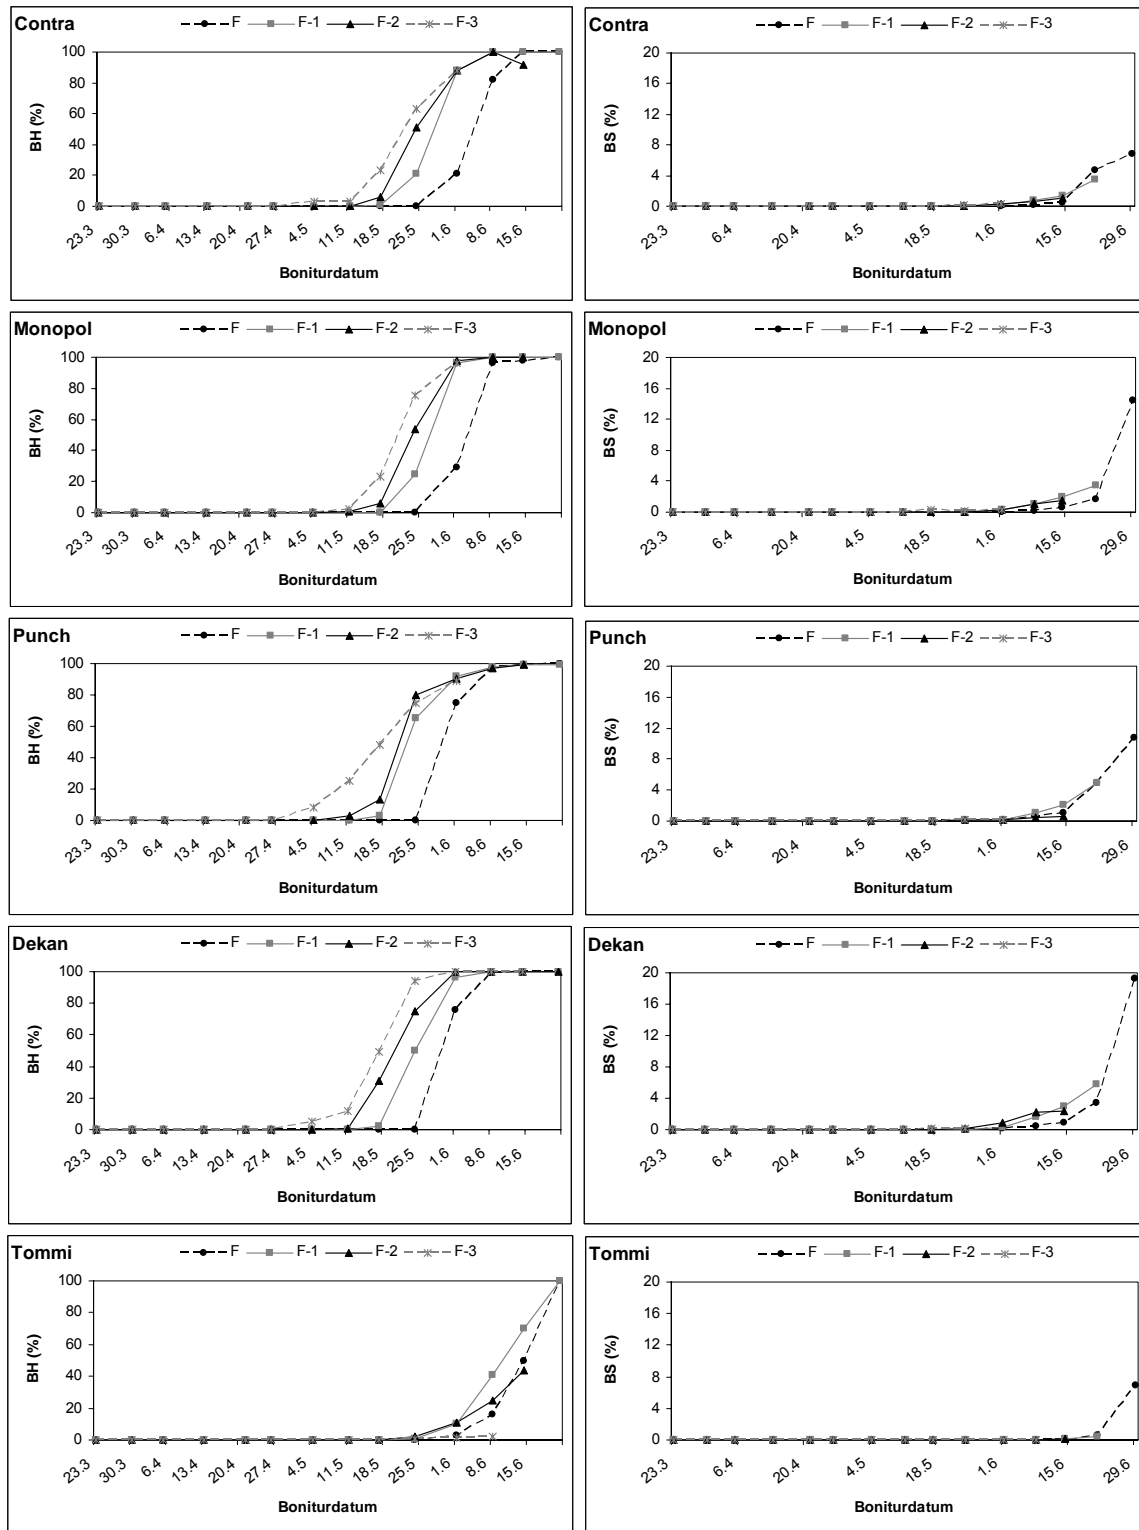 Contra
F F-1 F-2 F-3
100
80
60
40
20
0
BH (%)
23.3 30.3 6.4 13.4 20.4 27.4 4.5 11.5 18.5 25.5 1.6 8.6 15.6
Boniturdatum
Contra
F F-1 F-2 F-3
20
16
12
8
4
0
BS (%)
23.3 6.4 20.4 4.5 18.5 1.6 15.6 29.6
Boniturdatum
Monopol
F F-1 F-2 F-3
100
80
60
40
20
0
BH (%)
23.3 30.3 6.4 13.4 20.4 27.4 4.5 11.5 18.5 25.5 1.6 8.6 15.6
Boniturdatum
Monopol
F F-1 F-2 F-3
20
16
12
8
4
0
BS (%)
23.3 6.4 20.4 4.5 18.5 1.6 15.6 29.6
Boniturdatum
Punch
F F-1 F-2 F-3
100
80
60
40
20
0
BH (%)
23.3 30.3 6.4 13.4 20.4 27.4 4.5 11.5 18.5 25.5 1.6 8.6 15.6
Boniturdatum
Punch
F F-1 F-2 F-3
20
16
12
8
4
0
BS (%)
23.3 6.4 20.4 4.5 18.5 1.6 15.6 29.6
Boniturdatum
Dekan
F F-1 F-2 F-3
100
80
60
40
20
0
BH (%)
23.3 30.3 6.4 13.4 20.4 27.4 4.5 11.5 18.5 25.5 1.6 8.6 15.6
Boniturdatum
Dekan
F F-1 F-2 F-3
20
16
12
8
4
0
BS (%)
23.3 6.4 20.4 4.5 18.5 1.6 15.6 29.6
Boniturdatum
Tommi
F F-1 F-2 F-3
100
80
60
40
20
0
BH (%)
23.3 30.3 6.4 13.4 20.4 27.4 4.5 11.5 18.5 25.5 1.6 8.6 15.6
Boniturdatum
Tommi
F F-1 F-2 F-3
20
16
12
8
4
0
BS (%)
23.3 6.4 20.4 4.5 18.5 1.6 15.6 29.6
Boniturdatum